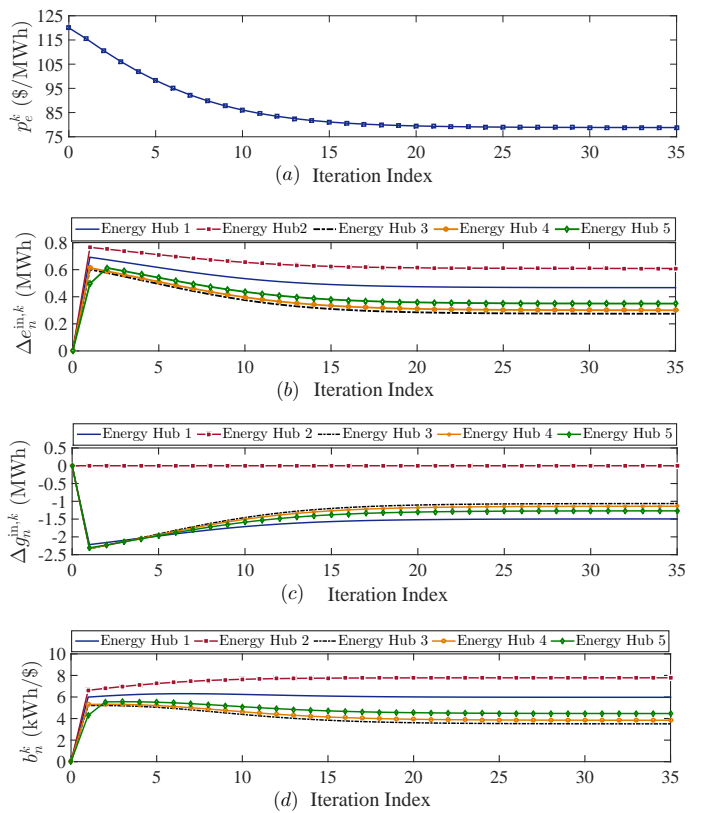 125
115
105
95
85
75
p_e^k ($/MWh)
0 5 10 15 20 25 30 35
(a) Iteration Index
Energy Hub 1 Energy Hub2 Energy Hub 3 Energy Hub 4 Energy Hub 5
0.8
0.6
0.4
0.2
0
Δe_n^{in,k} (MWh)
0 5 10 15 20 25 30 35
(b) Iteration Index
Energy Hub 1 Energy Hub 2 Energy Hub 3 Energy Hub 4 Energy Hub 5
0.5
0
-0.5
-1
-1.5
-2
-2.5
Δg_n^{in,k} (MWh)
0 5 10 15 20 25 30 35
(c) Iteration Index
Energy Hub 1 Energy Hub 2 Energy Hub 3 Energy Hub 4 Energy Hub 5
10
8
6
4
2
0
b_n^k (kWh/$)
0 5 10 15 20 25 30 35
(d) Iteration Index